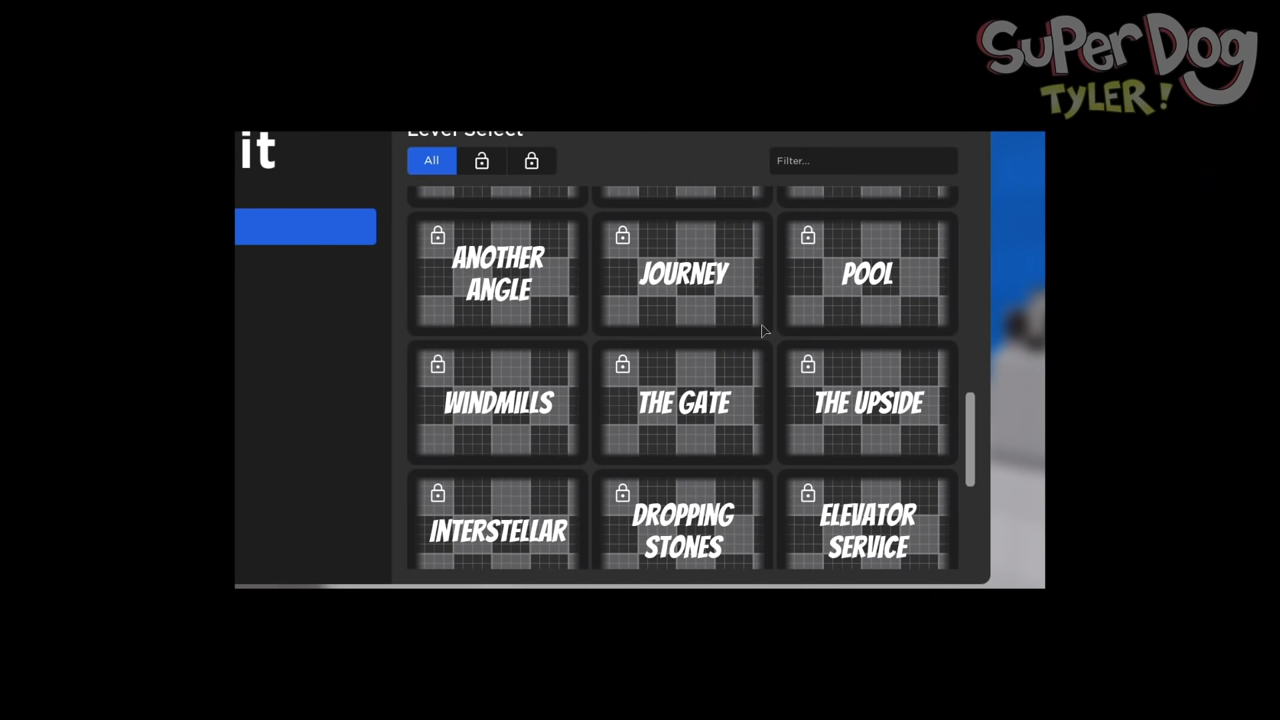 SuPer Dog
TYLER!
it
Level Select
All
Filter...
ANOTHER
ANGLE
JOURNEY
POOL
WINDMILLS
THE GATE
THE UPSIDE
INTERSTELLAR
DROPPING
STONES
ELEVATOR
SERVICE